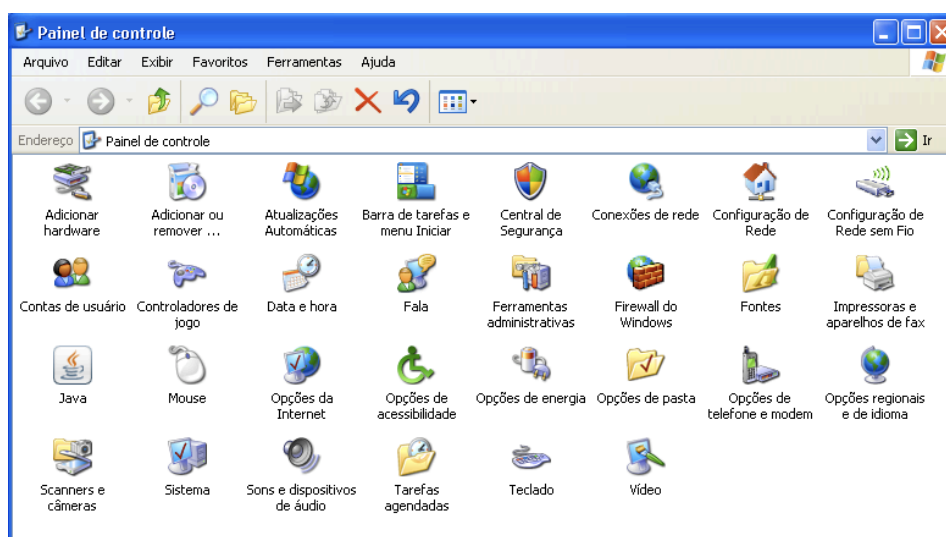 Painel de controle
Arquivo Editar Exibir Favoritos Ferramentas Ajuda
Endereço Painel de controle Ir
Adicionar hardware
Adicionar ou remover ...
Atualizações Automáticas
Barra de tarefas e menu Iniciar
Central de Segurança
Conexões de rede
Configuração de Rede
Configuração de Rede sem Fio
Contas de usuário
Controladores de jogo
Data e hora
Fala
Ferramentas administrativas
Firewall do Windows
Fontes
Impressoras e aparelhos de fax
Java
Mouse
Opções da Internet
Opções de acessibilidade
Opções de energia
Opções de pasta
Opções de telefone e modem
Opções regionais e de idioma
Scanners e câmeras
Sistema
Sons e dispositivos de áudio
Tarefas agendadas
Teclado
Vídeo